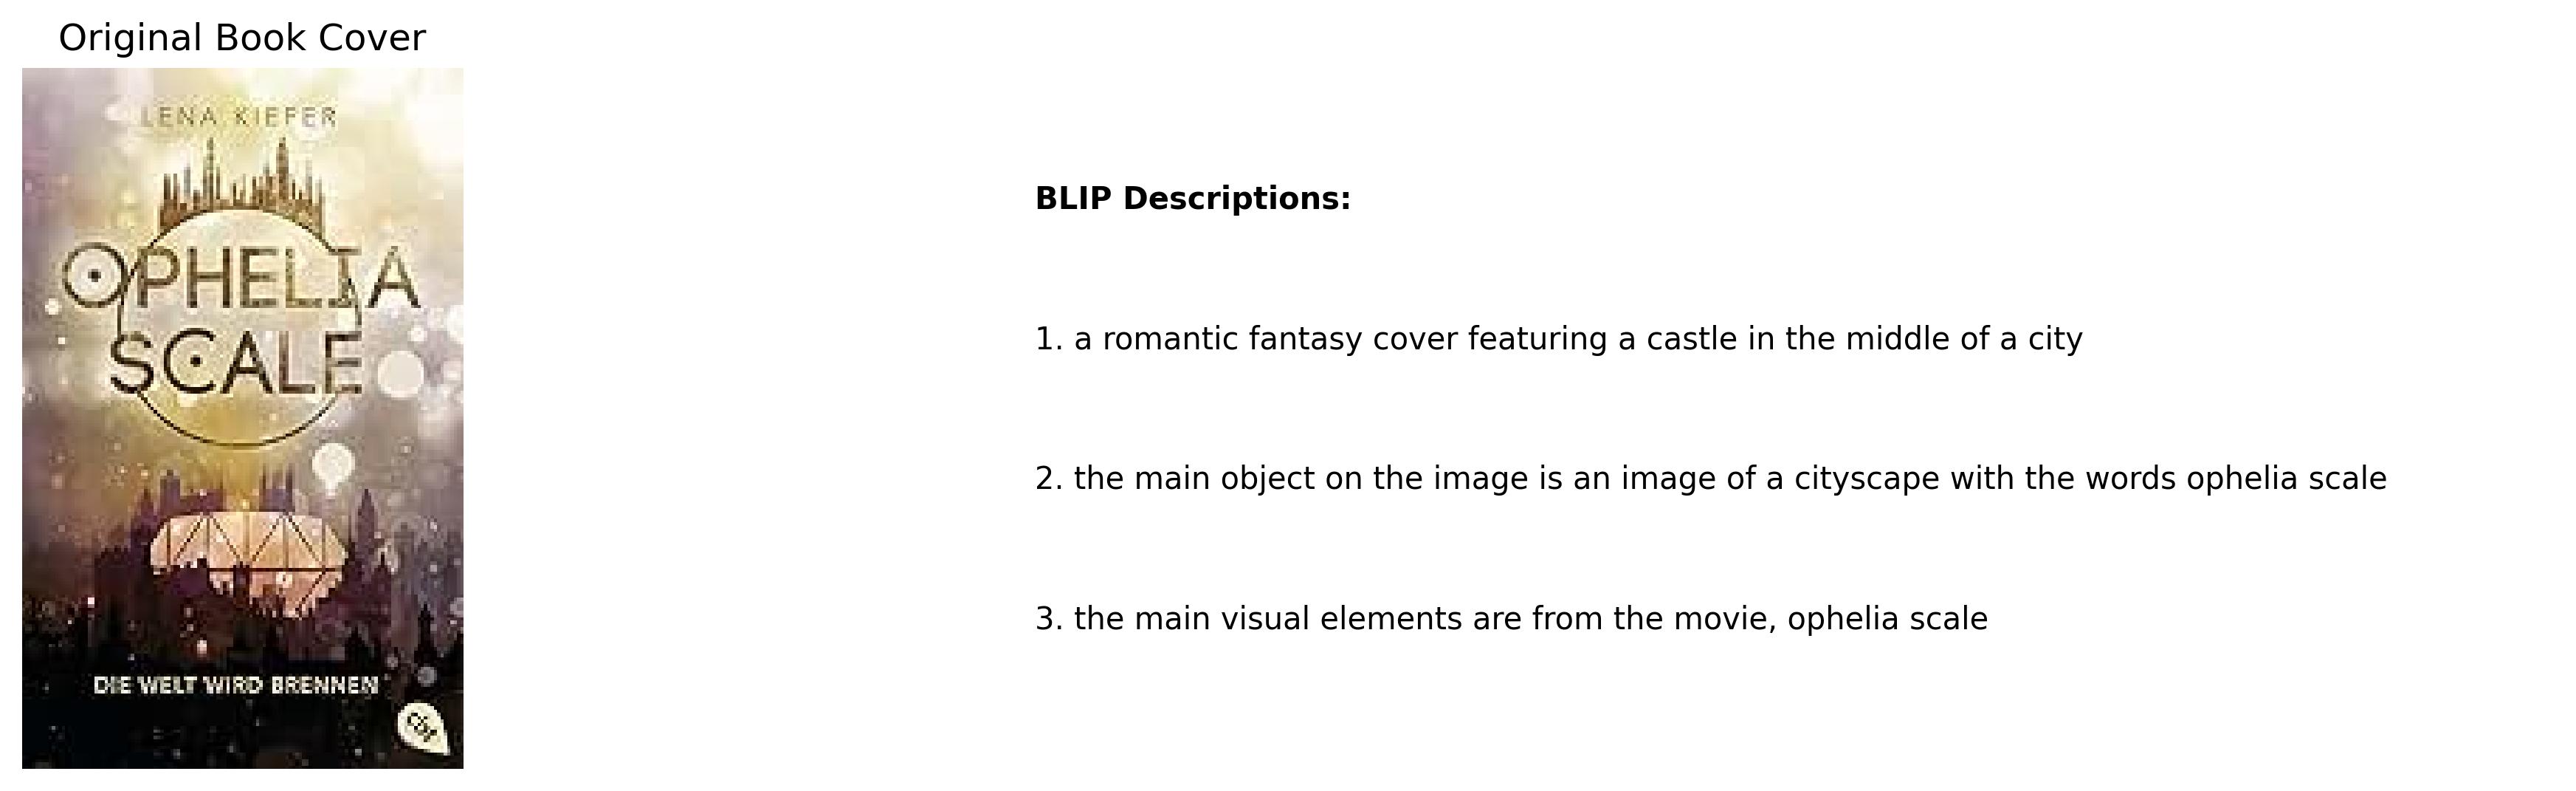 Original Book Cover
LENA KIEFER
OPHELIA
SCALE
DIE WELT WIRD BRENNEN
cbj
BLIP Descriptions:
1. a romantic fantasy cover featuring a castle in the middle of a city
2. the main object on the image is an image of a cityscape with the words ophelia scale
3. the main visual elements are from the movie, ophelia scale